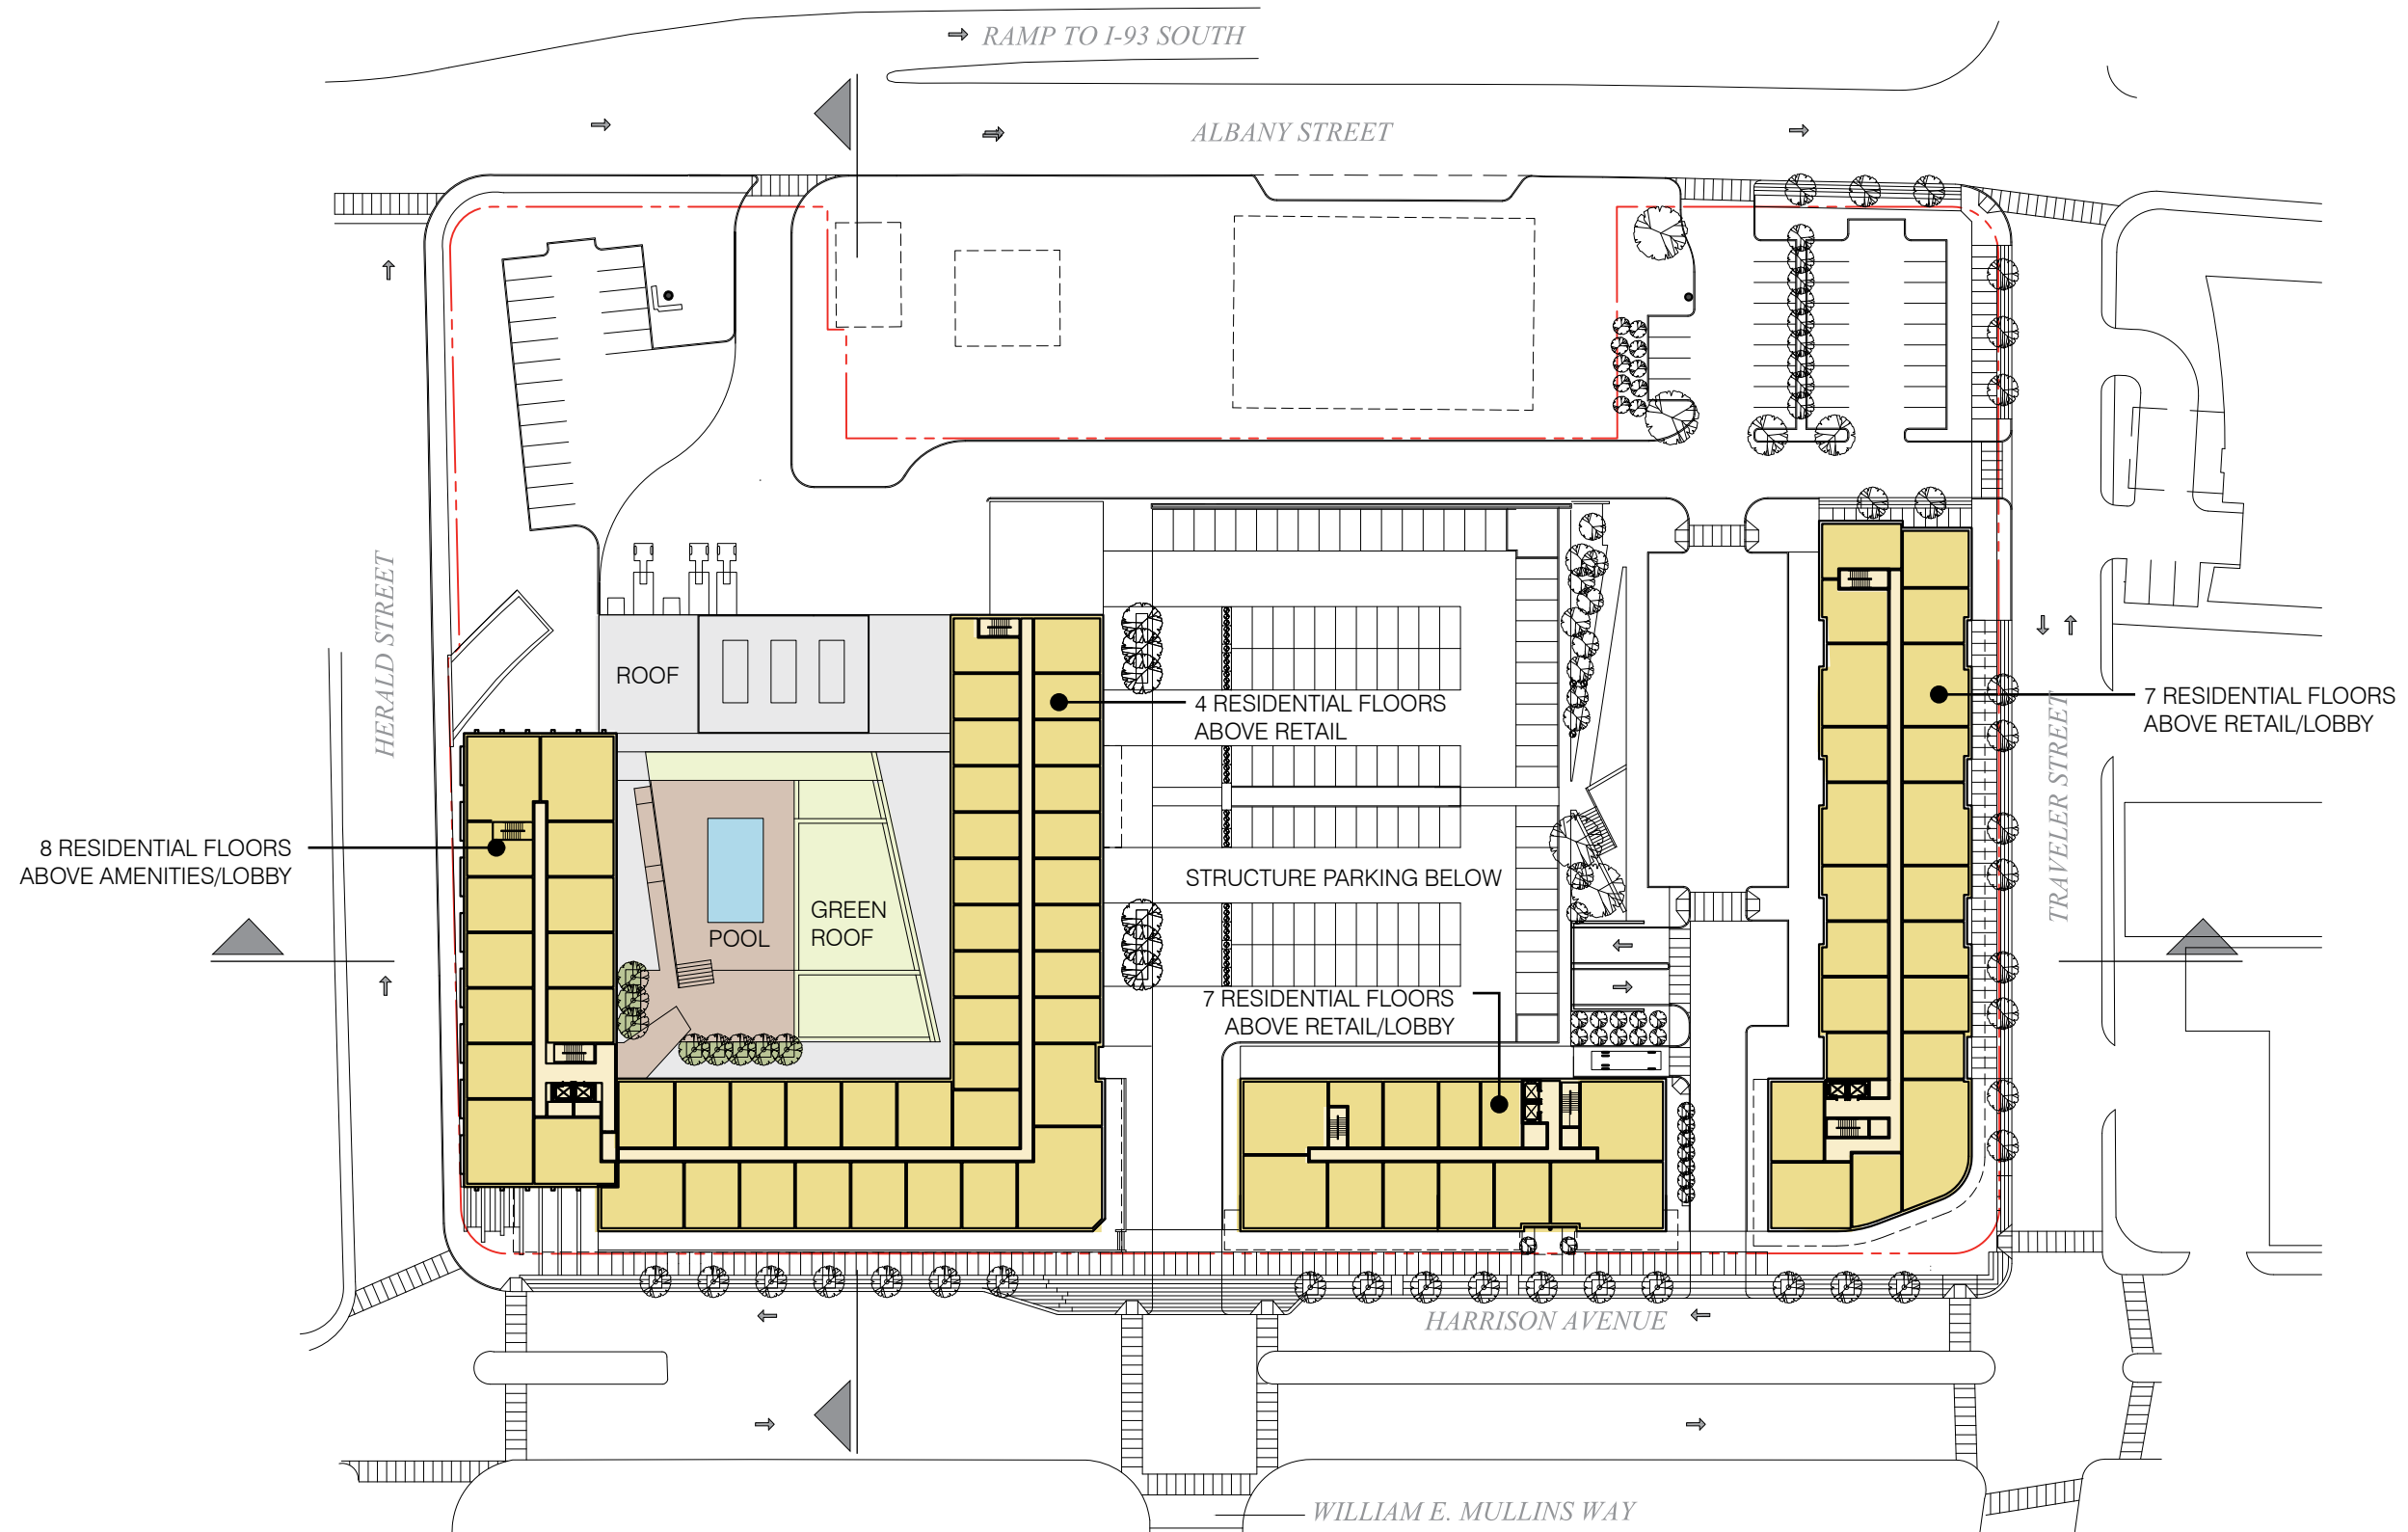 RAMP TO I-93 SOUTH
ALBANY STREET
HERALD STREET
ROOF
4 RESIDENTIAL FLOORS
ABOVE RETAIL
7 RESIDENTIAL FLOORS
ABOVE RETAIL/LOBBY
TRAVELER STREET
8 RESIDENTIAL FLOORS
ABOVE AMENITIES/LOBBY
STRUCTURE PARKING BELOW
GREEN
ROOF
POOL
7 RESIDENTIAL FLOORS
ABOVE RETAIL/LOBBY
HARRISON AVENUE
WILLIAM E. MULLINS WAY